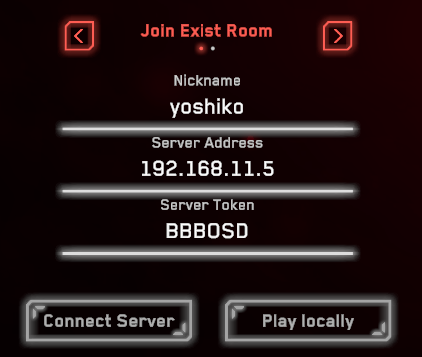 Join Exist Room
Nickname
yoshiko
Server Address
192.168.11.5
Server Token
BBBOSD
Connect Server
Play locally